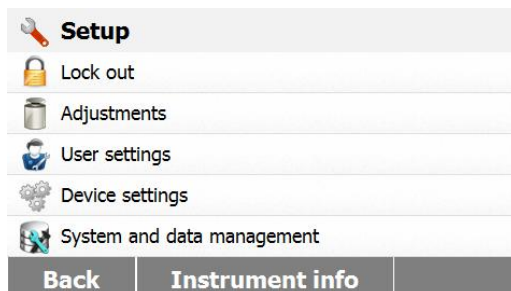 Setup
Lock out
Adjustments
User settings
Device settings
System and data management
Back Instrument info